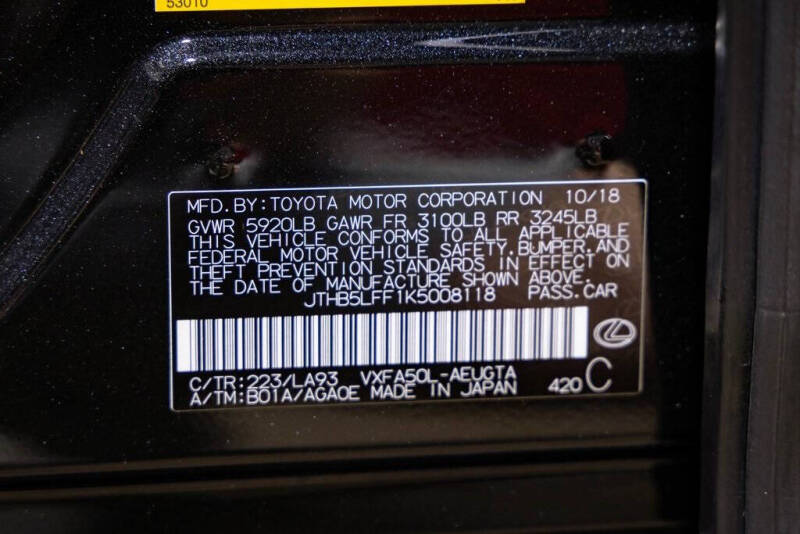 53010
MFD.BY:TOYOTA MOTOR CORPORATION 10/18
GVWR 5920LB GAWR FR 3100LB RR 3245LB
THIS VEHICLE CONFORMS TO ALL APPLICABLE
FEDERAL MOTOR VEHICLE SAFETY,BUMPER,AND
THEFT PREVENTION STANDARDS IN EFFECT ON
THE DATE OF MANUFACTURE SHOWN ABOVE.
JTHB5LFF1K5008118 PASS.CAR
C/TR:223/LA93 VXFA50L-AEUGTA
A/TM:B01A/AGA0E MADE IN JAPAN 420 C